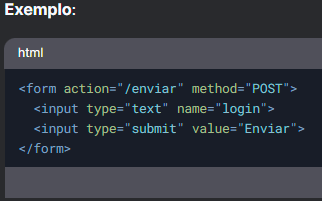 Exemplo:
html
<form action="/enviar" method="POST">
  <input type="text" name="login">
  <input type="submit" value="Enviar">
</form>